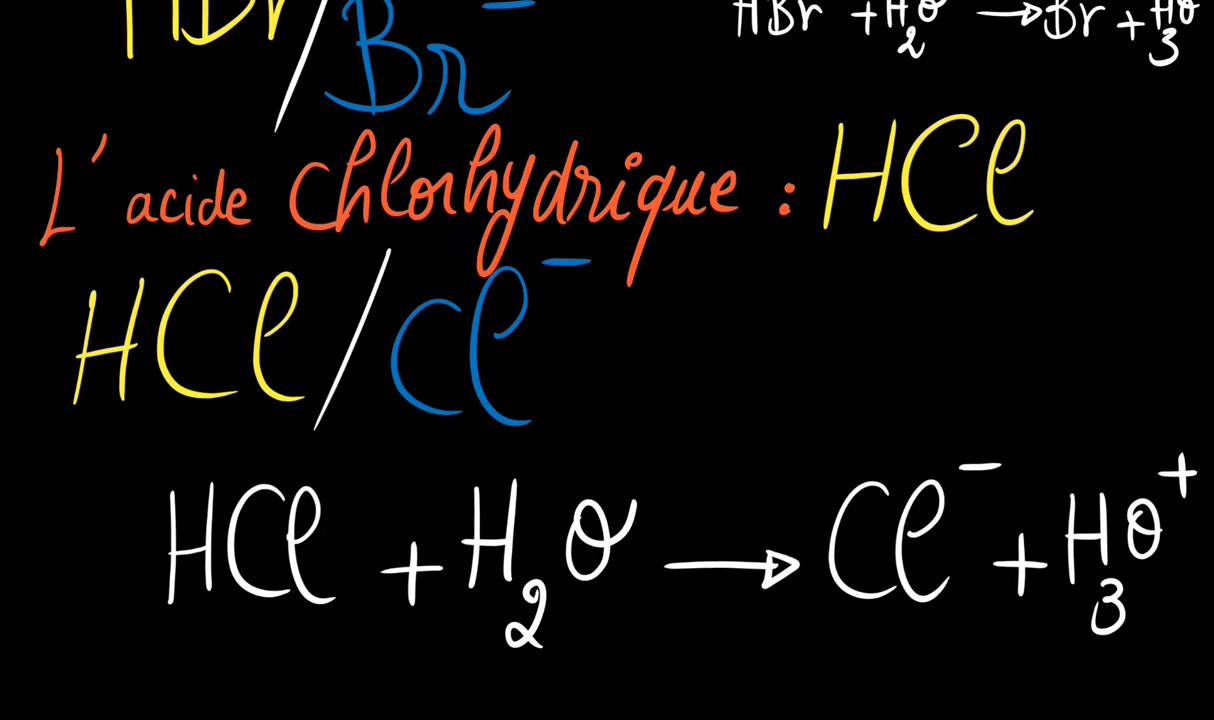 HBr/Br⁻
HBr + H₂O → Br + H₃O
L'acide Chlorhydrique : HCl
HCl/Cl⁻
HCl + H₂O → Cl⁻ + H₃O⁺